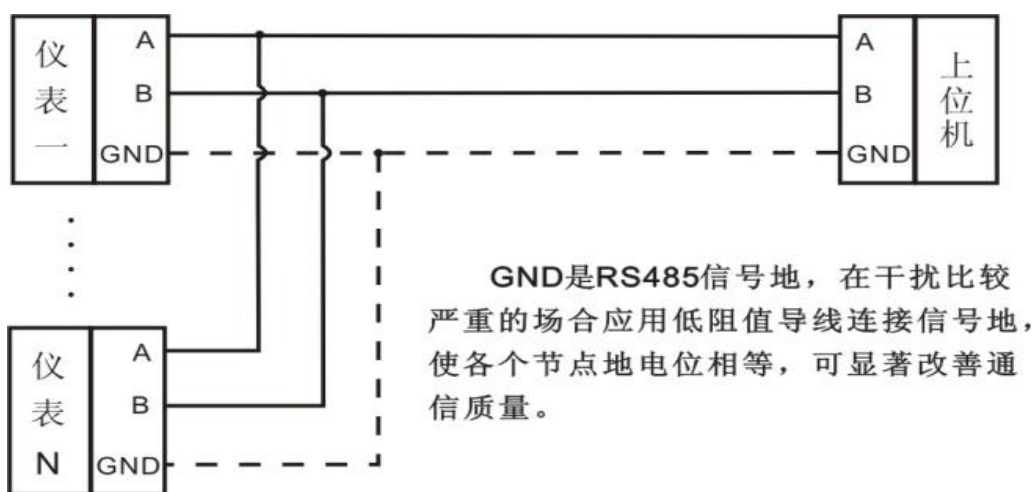 仪表一
A
B
GND
A
B
GND
上位机
GND是RS485信号地，在干扰比较
严重的场合应用低阻值导线连接信号地，
使各个节点地电位相等，可显著改善通
信质量。
仪表N
A
B
GND